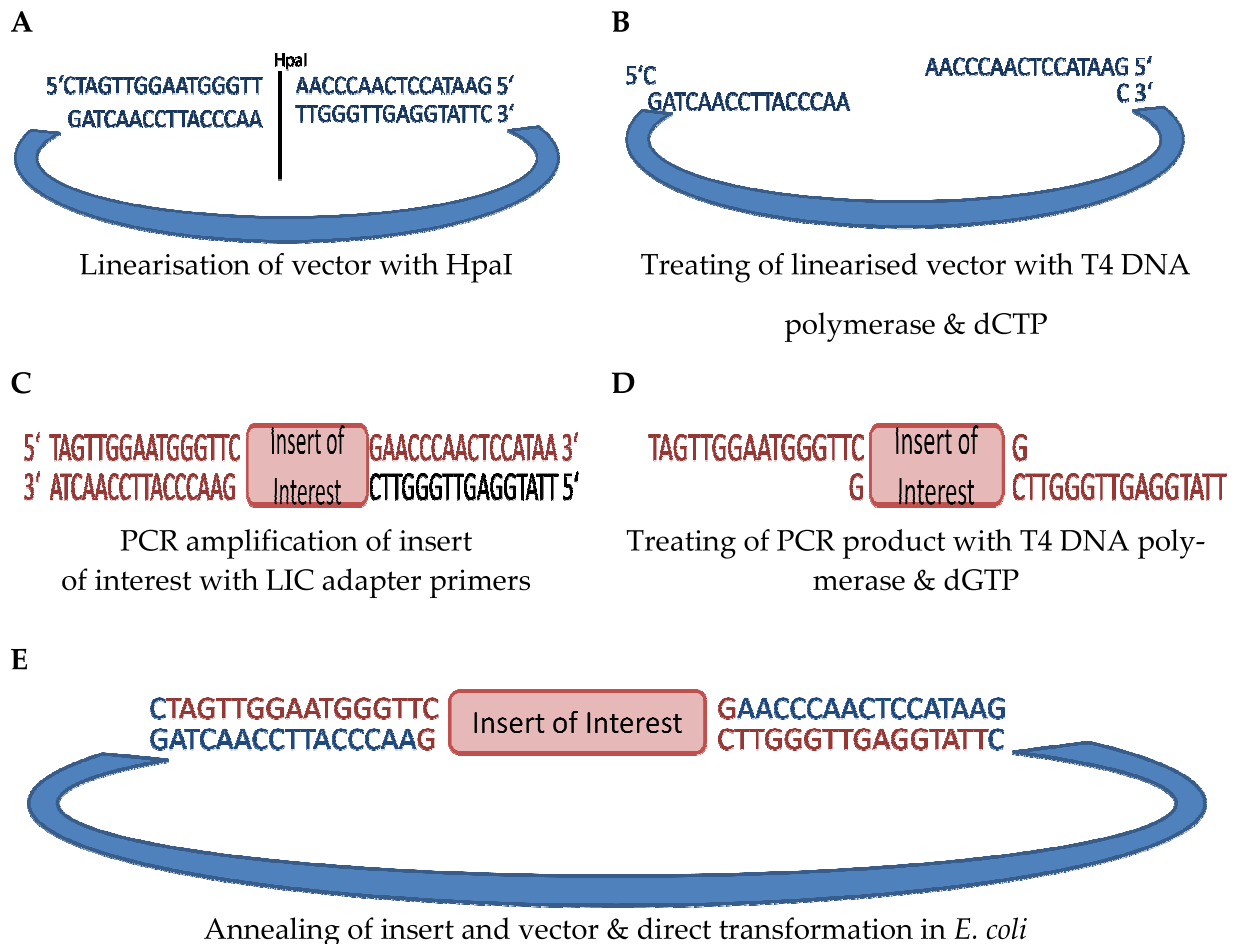 A
HpaI
5‘CTAGTTGGAATGGGTT AACCCAACTCCATAAG 5‘
GATCAACCTTACCCAA TTGGGTTGAGGTATTC 3‘
Linearisation of vector with HpaI
B
5‘C AACCCAACTCCATAAG 5‘
GATCAACCTTACCCAA C 3‘
Treating of linearised vector with T4 DNA
polymerase & dCTP
C
5‘ TAGTTGGAATGGGTTC Insert of GAACCCAACTCCATAA 3‘
3‘ ATCAACCTTACCCAAG Interest CTTGGGTTGAGGTATT 5‘
PCR amplification of insert
of interest with LIC adapter primers
D
TAGTTGGAATGGGTTC Insert of G
G Interest CTTGGGTTGAGGTATT
Treating of PCR product with T4 DNA poly-
merase & dGTP
E
CTAGTTGGAATGGGTTC Insert of Interest GAACCCAACTCCATAAG
GATCAACCTTACCCAAG CTTGGGTTGAGGTATTC
Annealing of insert and vector & direct transformation in E. coli